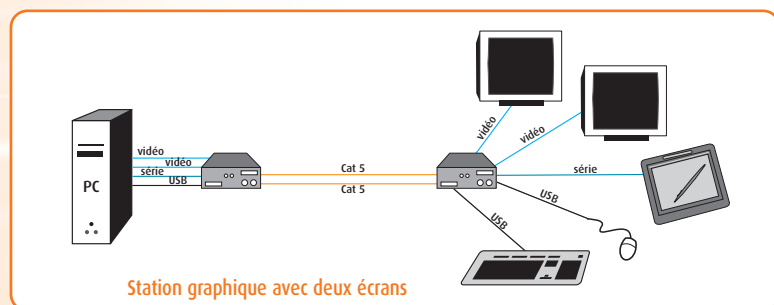 PC
vidéo
vidéo
série
USB
Cat 5
Cat 5
vidéo
vidéo
série
USB
USB
Station graphique avec deux écrans